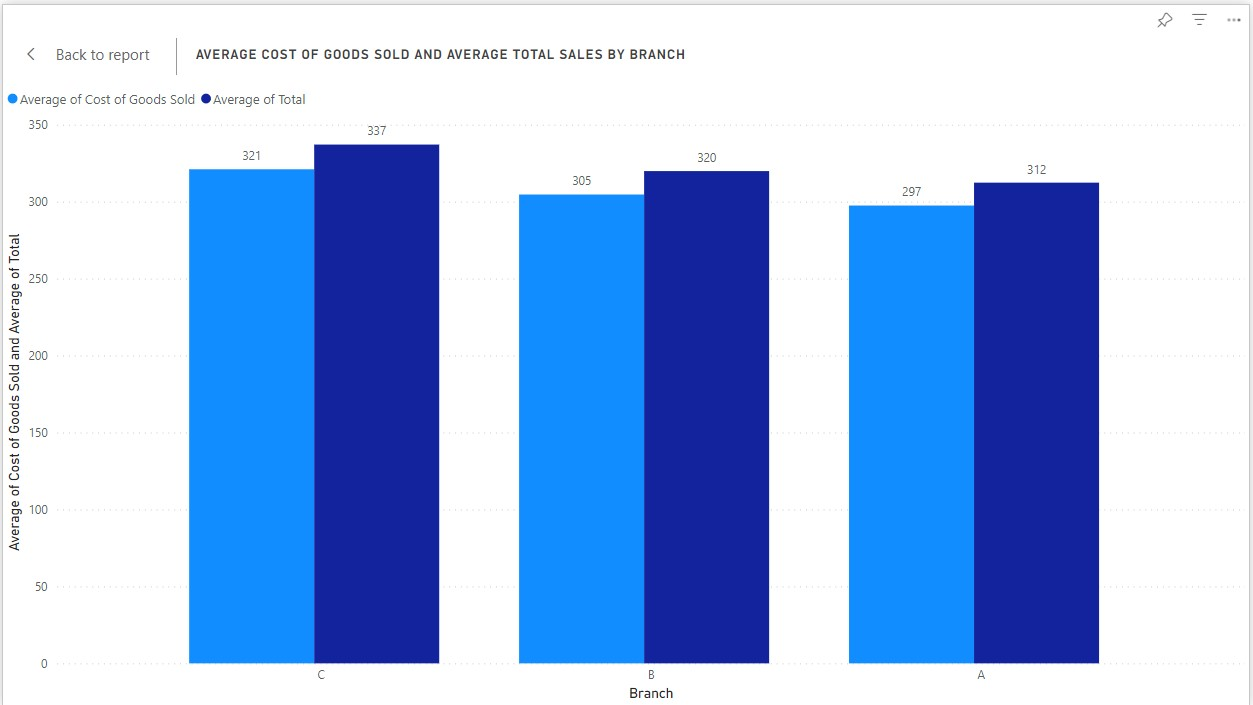 Back to report
AVERAGE COST OF GOODS SOLD AND AVERAGE TOTAL SALES BY BRANCH
Average of Cost of Goods Sold Average of Total
Average of Cost of Goods Sold and Average of Total
350
300
250
200
150
100
50
0
321
337
305
320
297
312
C
B
A
Branch